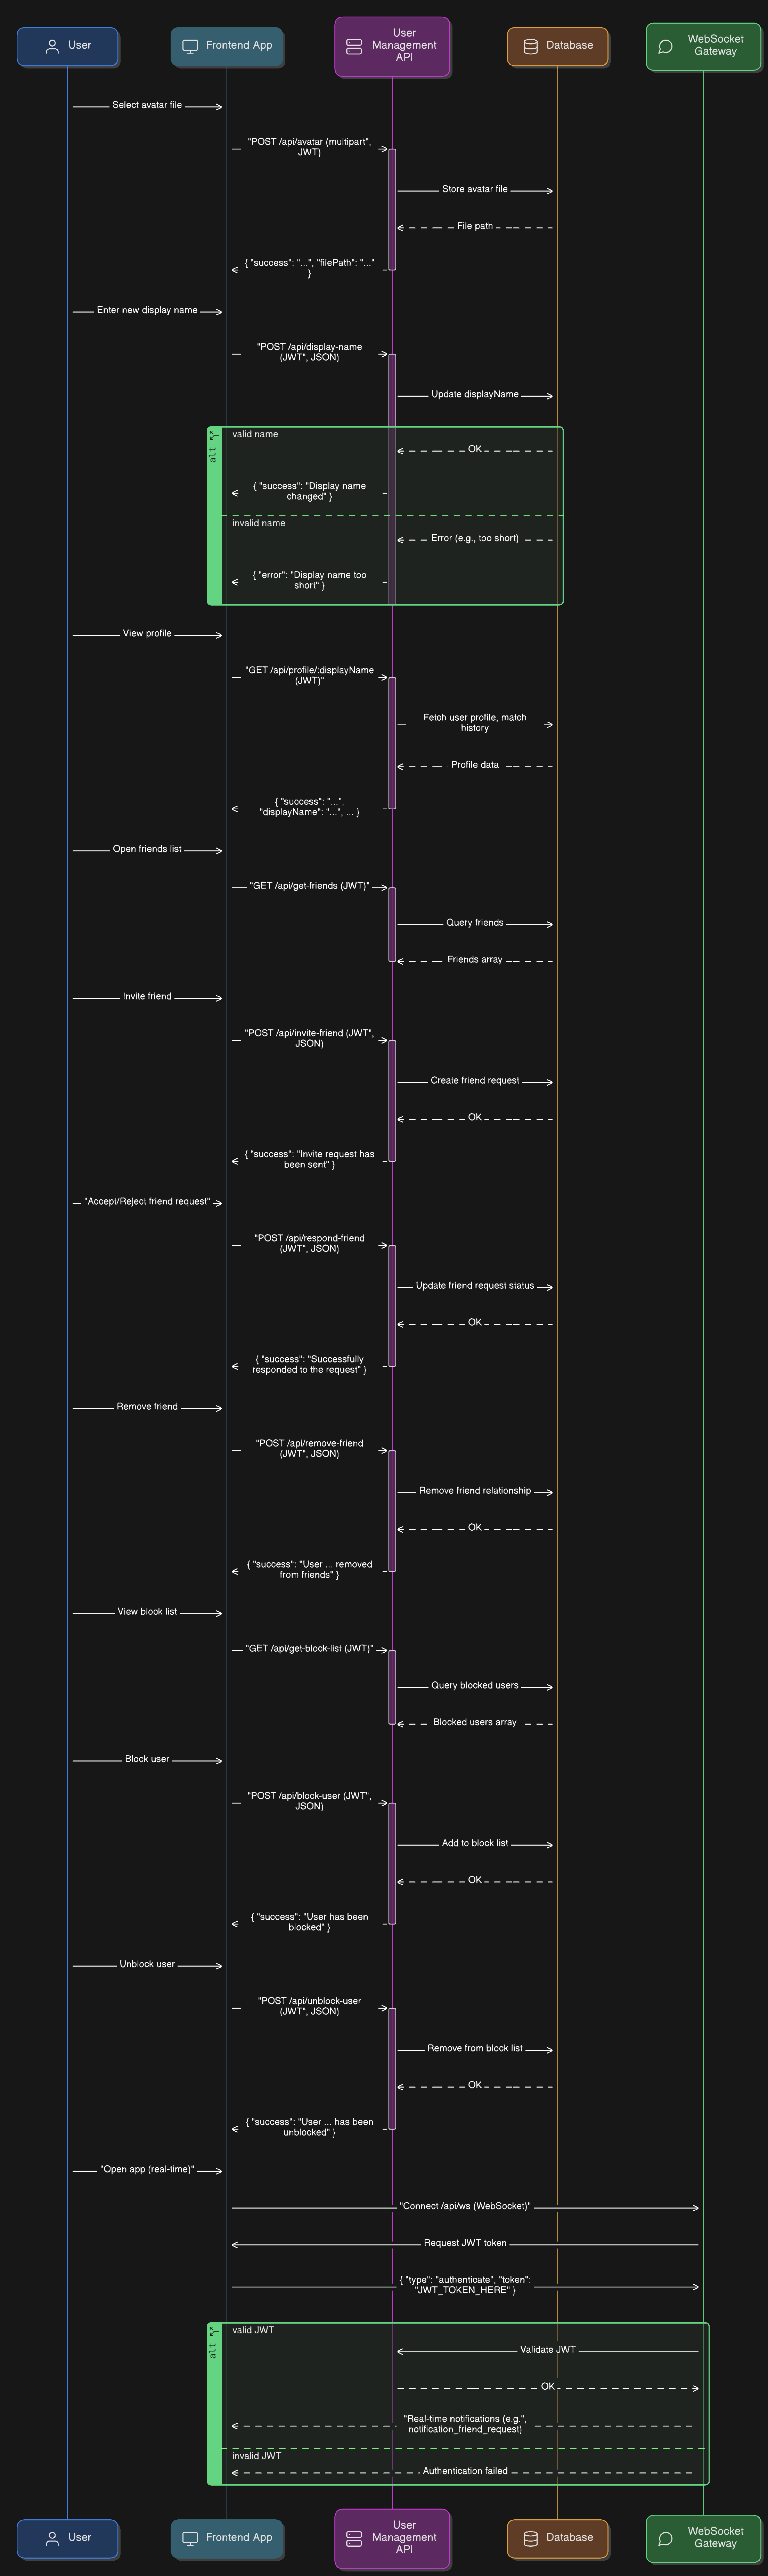 User
Frontend App
User
Management
API
Database
WebSocket
Gateway
Select avatar file
"POST /api/avatar (multipart",
JWT)
Store avatar file
File path
{ "success": "...", "filePath": "..."
}
Enter new display name
"POST /api/display-name
(JWT", JSON)
Update displayName
alt
valid name
OK
{ "success": "Display name
changed" }
invalid name
Error (e.g., too short)
{ "error": "Display name too
short" }
View profile
"GET /api/profile/:displayName
(JWT)"
Fetch user profile, match
history
Profile data
{ "success": "...",
"displayName": "...", ... }
Open friends list
"GET /api/get-friends (JWT)"
Query friends
Friends array
Invite friend
"POST /api/invite-friend (JWT",
JSON)
Create friend request
OK
{ "success": "Invite request has
been sent" }
"Accept/Reject friend request"
"POST /api/respond-friend
(JWT", JSON)
Update friend request status
OK
{ "success": "Successfully
responded to the request" }
Remove friend
"POST /api/remove-friend
(JWT", JSON)
Remove friend relationship
OK
{ "success": "User ... removed
from friends" }
View block list
"GET /api/get-block-list (JWT)"
Query blocked users
Blocked users array
Block user
"POST /api/block-user (JWT",
JSON)
Add to block list
OK
{ "success": "User has been
blocked" }
Unblock user
"POST /api/unblock-user
(JWT", JSON)
Remove from block list
OK
{ "success": "User ... has been
unblocked" }
"Open app (real-time)"
"Connect /api/ws (WebSocket)"
Request JWT token
{ "type": "authenticate", "token":
"JWT_TOKEN_HERE" }
alt
valid JWT
Validate JWT
OK
"Real-time notifications (e.g.",
notification_friend_request)
invalid JWT
Authentication failed
User
Frontend App
User
Management
API
Database
WebSocket
Gateway